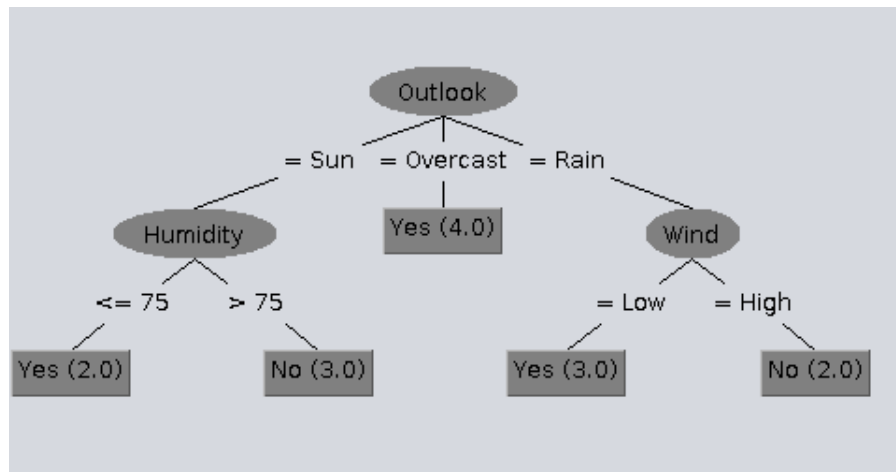 Outlook
= Sun = Overcast = Rain
Humidity Yes (4.0) Wind
<= 75 > 75 = Low = High
Yes (2.0) No (3.0) Yes (3.0) No (2.0)